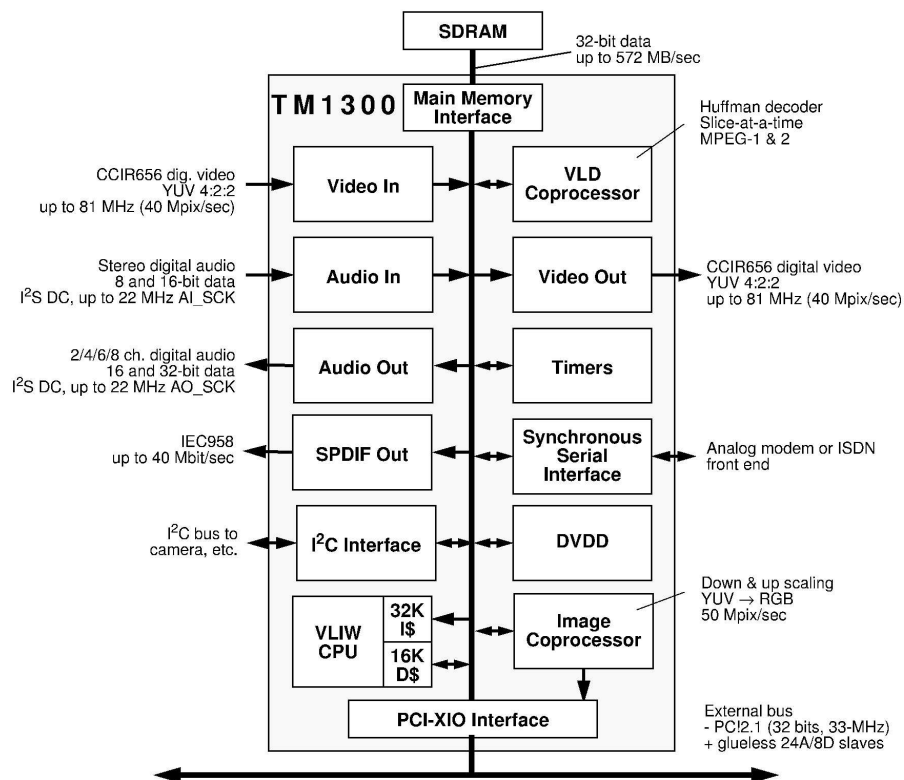 SDRAM
32-bit data
up to 572 MB/sec
TM1300
Main Memory
Interface
Huffman decoder
Slice-at-a-time
MPEG-1 & 2
CCIR656 dig. video
YUV 4:2:2
up to 81 MHz (40 Mpix/sec)
Video In
VLD
Coprocessor
Stereo digital audio
8 and 16-bit data
I²S DC, up to 22 MHz AI_SCK
Audio In
Video Out
CCIR656 digital video
YUV 4:2:2
up to 81 MHz (40 Mpix/sec)
2/4/6/8 ch. digital audio
16 and 32-bit data
I²S DC, up to 22 MHz AO_SCK
Audio Out
Timers
IEC958
up to 40 Mbit/sec
SPDIF Out
Synchronous
Serial
Interface
Analog modem or ISDN
front end
I²C bus to
camera, etc.
I²C Interface
DVDD
VLIW
CPU
32K
I$
16K
D$
Image
Coprocessor
Down & up scaling
YUV → RGB
50 Mpix/sec
PCI-XIO Interface
External bus
- PC!2.1 (32 bits, 33-MHz)
+ glueless 24A/8D slaves